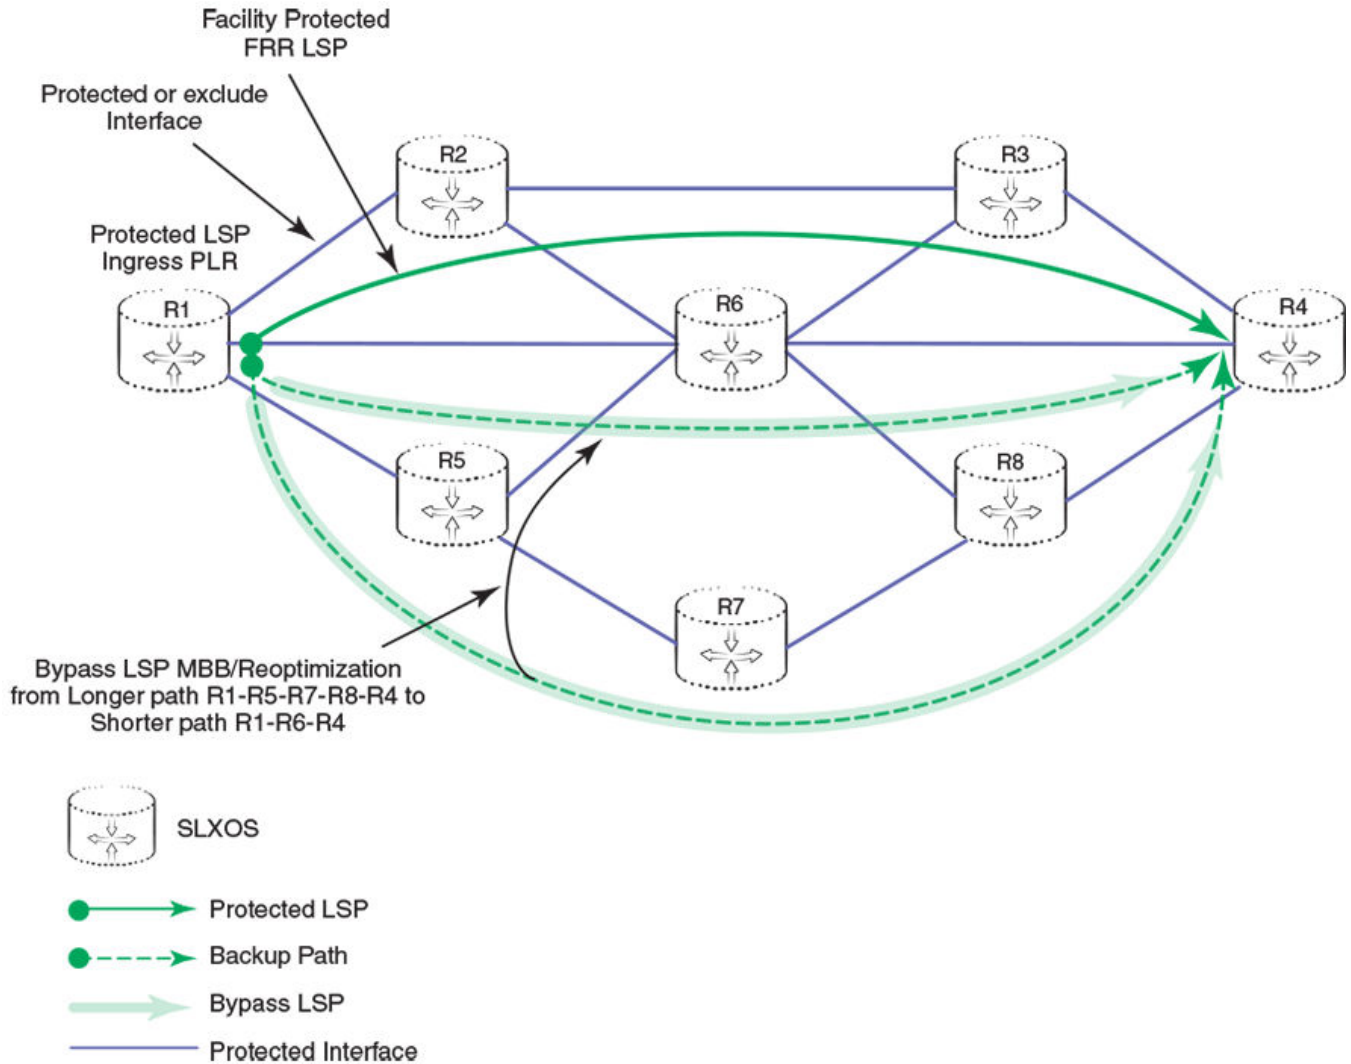 Facility Protected
FRR LSP
Protected or exclude
Interface
R2
R3
Protected LSP
Ingress PLR
R1
R6
R4
R5
R8
R7
Bypass LSP MBB/Reoptimization
from Longer path R1-R5-R7-R8-R4 to
Shorter path R1-R6-R4
SLXOS
Protected LSP
Backup Path
Bypass LSP
Protected Interface